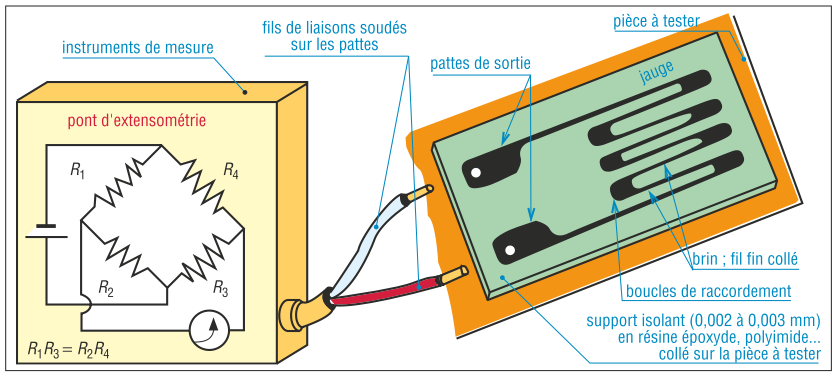 instruments de mesure
fils de liaisons soudés
sur les pattes
pattes de sortie
pièce à tester
jauge
pont d'extensométrie
R1
R4
R2
R3
R1R3 = R2R4
brin ; fil fin collé
boucles de raccordement
support isolant (0,002 à 0,003 mm)
en résine époxyde, polyimide...
collé sur la pièce à tester